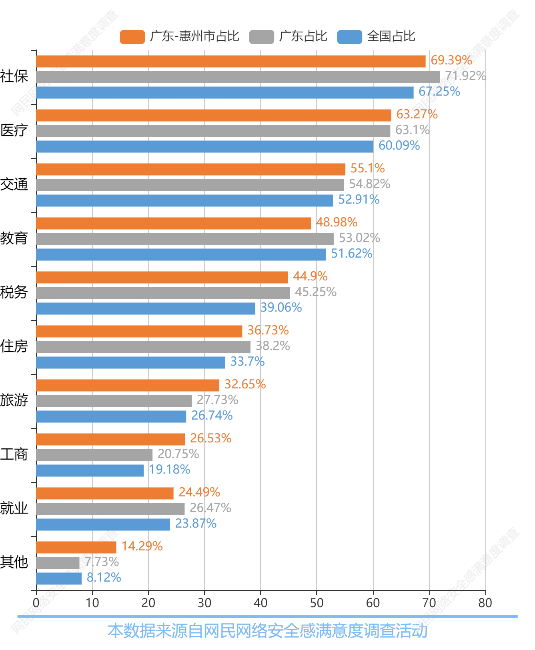 广东-惠州市占比 广东占比 全国占比
社保 69.39% 71.92% 67.25%
医疗 63.27% 63.1% 60.09%
交通 55.1% 54.82% 52.91%
教育 48.98% 53.02% 51.62%
税务 44.9% 45.25% 39.06%
住房 36.73% 38.2% 33.7%
旅游 32.65% 27.73% 26.74%
工商 26.53% 20.75% 19.18%
就业 24.49% 26.47% 23.87%
其他 14.29% 7.73% 8.12%
0 10 20 30 40 50 60 70 80
本数据来源自网民网络安全感满意度调查活动